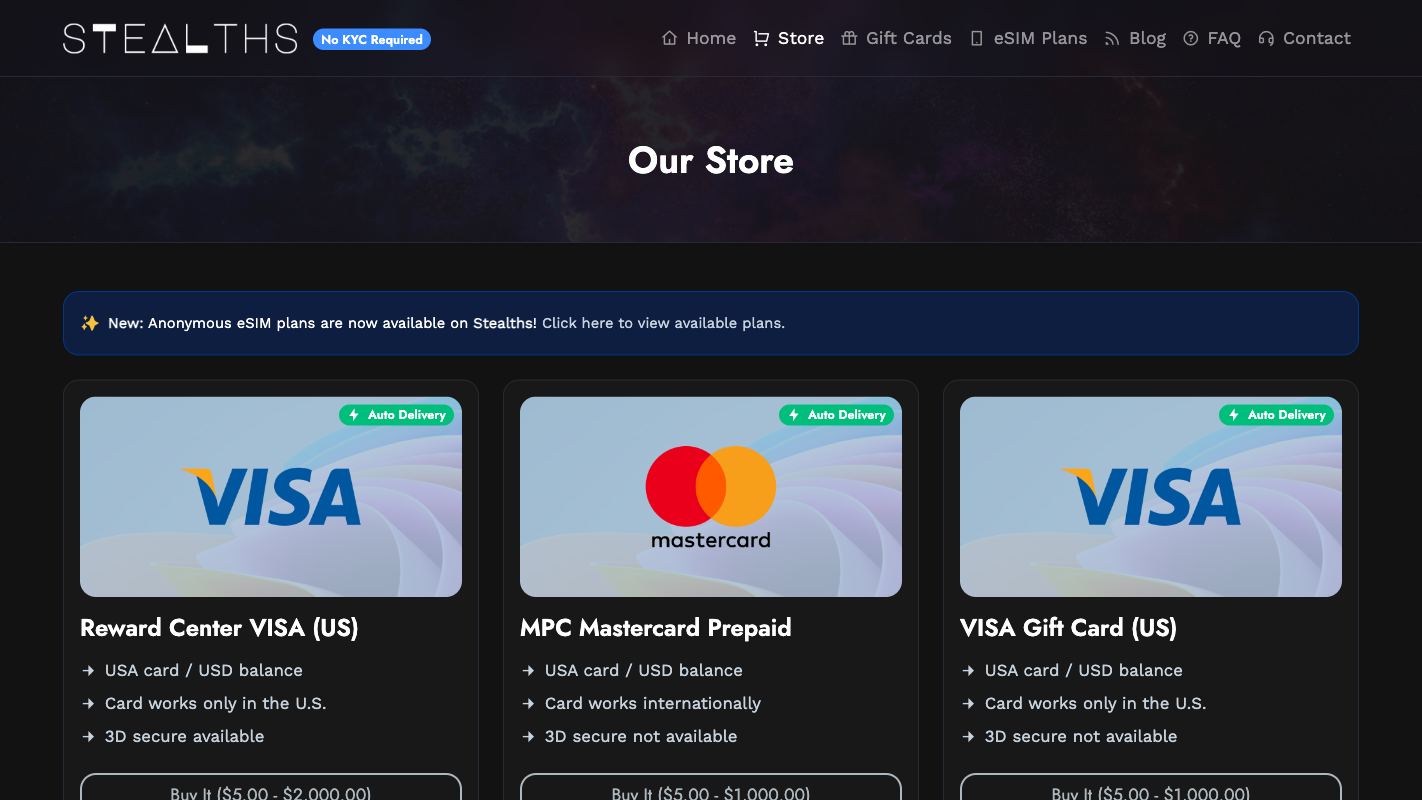 STEALTHS No KYC Required Home Store Gift Cards eSIM Plans Blog FAQ Contact
Our Store
✨ New: Anonymous eSIM plans are now available on Stealths! Click here to view available plans.
Auto Delivery
VISA
Reward Center VISA (US)
USA card / USD balance
Card works only in the U.S.
3D secure available
Buy It ($5.00 - $2,000.00)
Auto Delivery
mastercard
MPC Mastercard Prepaid
USA card / USD balance
Card works internationally
3D secure not available
Buy It ($5.00 - $1,000.00)
Auto Delivery
VISA
VISA Gift Card (US)
USA card / USD balance
Card works only in the U.S.
3D secure not available
Buy It ($5.00 - $1,000.00)